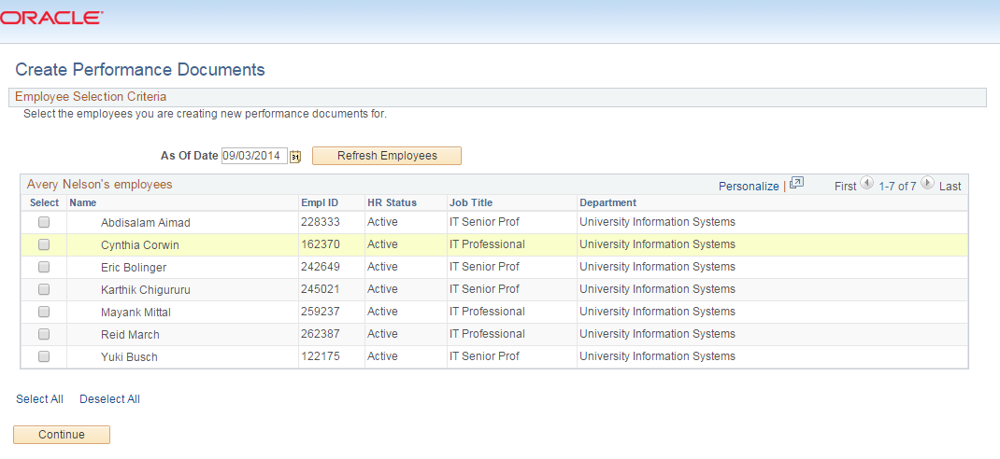 ORACLE
Create Performance Documents
Employee Selection Criteria
Select the employees you are creating new performance documents for.
As Of Date 09/03/2014 31 Refresh Employees
Avery Nelson's employees Personalize | First 1-7 of 7 Last
Select Name Empl ID HR Status Job Title Department
Abdisalam Aimad 228333 Active IT Senior Prof University Information Systems
Cynthia Corwin 162370 Active IT Professional University Information Systems
Eric Bolinger 242649 Active IT Senior Prof University Information Systems
Karthik Chigururu 245021 Active IT Senior Prof University Information Systems
Mayank Mittal 259237 Active IT Professional University Information Systems
Reid March 262387 Active IT Professional University Information Systems
Yuki Busch 122175 Active IT Senior Prof University Information Systems
Select All Deselect All
Continue